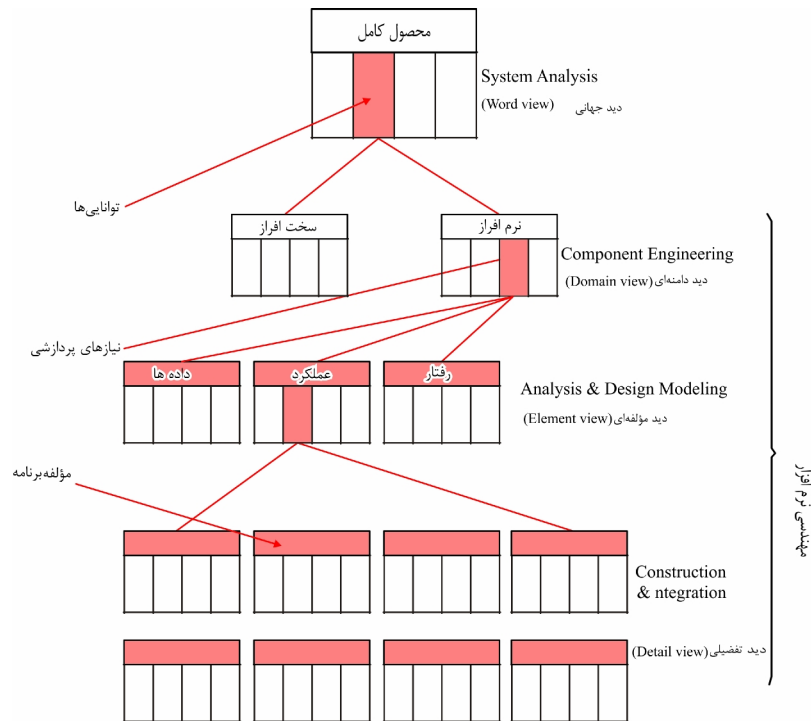 محصول کامل
System Analysis
(Word view) دید جهانی
توانایی‌ها
سخت افراز
نرم افراز
Component Engineering
(Domain view) دید دامنه‌ای
نیازهای پردازشی
داده ها
عملکرد
رفتار
Analysis & Design Modeling
(Element view) دید مؤلفه‌ای
مؤلفه‌برنامه
مهندسی نرم افزار
Construction
& ntegration
(Detail view) دید تفضیلی